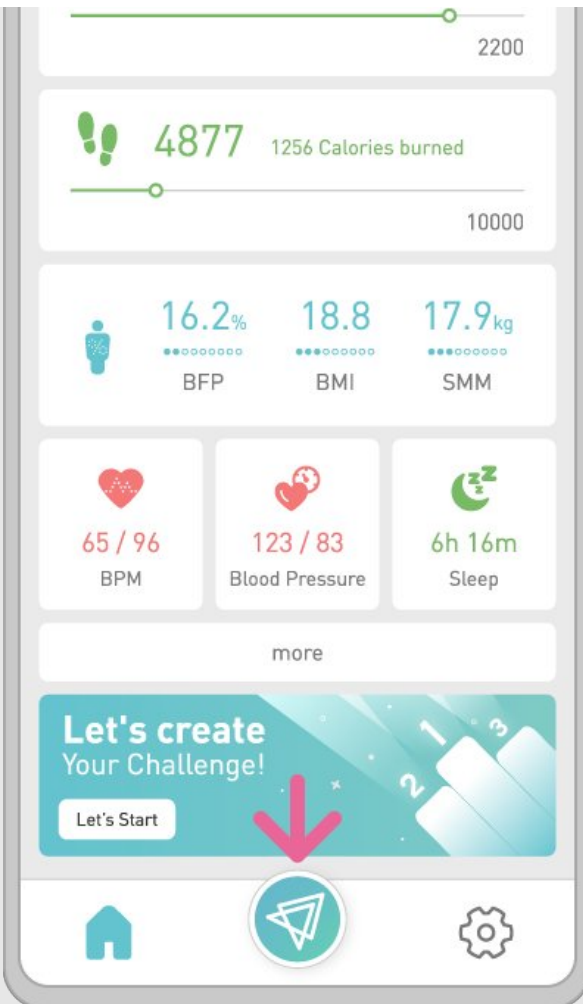 2200
4877 1256 Calories burned
10000
16.2% 18.8 17.9kg
BFP BMI SMM
65 / 96 123 / 83 6h 16m
BPM Blood Pressure Sleep
more
Let's create
Your Challenge!
Let's Start
1
2
3